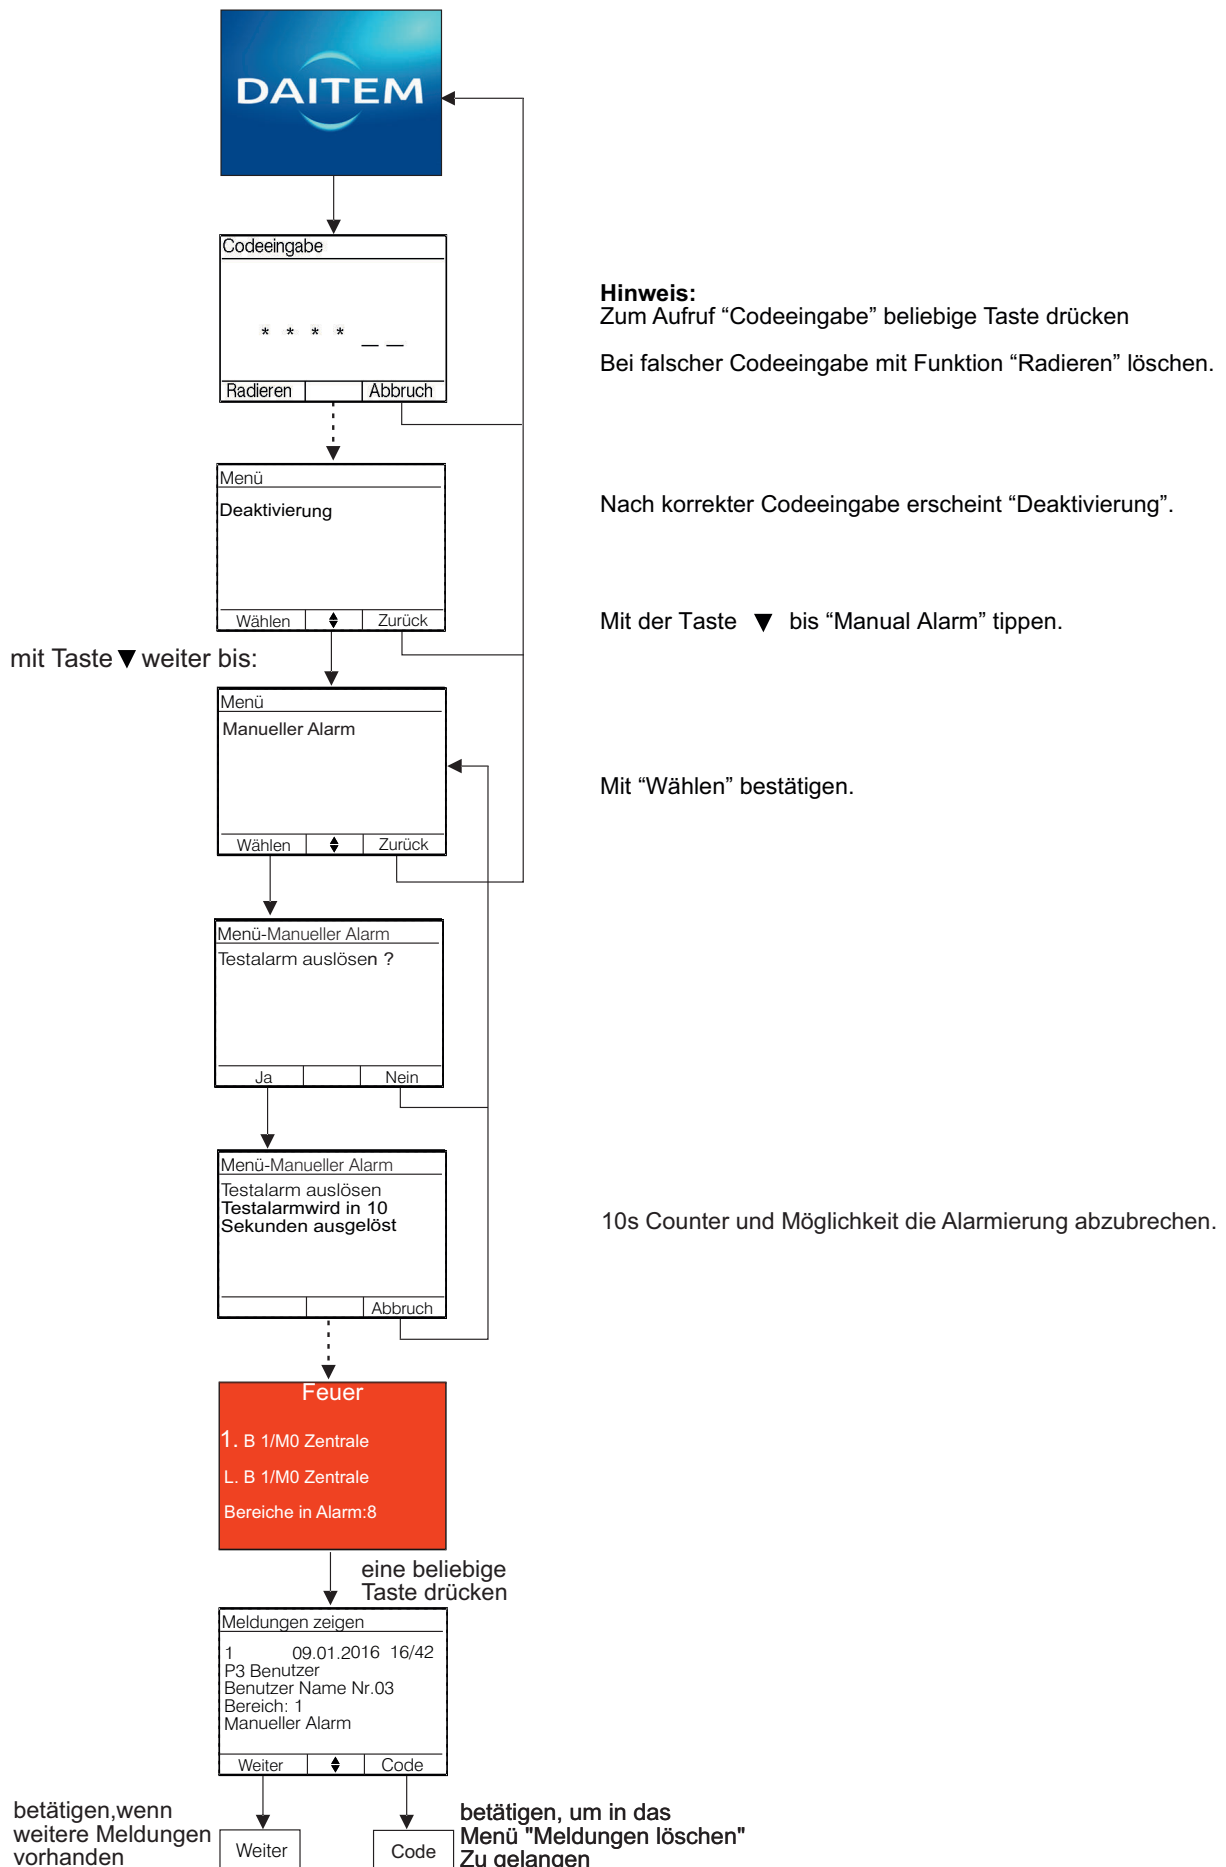 DAITEM
Codeeingabe
* * * * _ _
Radieren Abbruch
Hinweis:
Zum Aufruf “Codeeingabe” beliebige Taste drücken
Bei falscher Codeeingabe mit Funktion “Radieren” löschen.
Menü
Deaktivierung
Wählen Zurück
Nach korrekter Codeeingabe erscheint “Deaktivierung”.
Mit der Taste ▼ bis “Manual Alarm” tippen.
mit Taste ▼ weiter bis:
Menü
Manueller Alarm
Wählen Zurück
Mit “Wählen” bestätigen.
Menü-Manueller Alarm
Testalarm auslösen ?
Ja Nein
Menü-Manueller Alarm
Testalarm auslösen
Testalarmwird in 10
Sekunden ausgelöst
Abbruch
10s Counter und Möglichkeit die Alarmierung abzubrechen.
Feuer
1. B 1/M0 Zentrale
L. B 1/M0 Zentrale
Bereiche in Alarm:8
eine beliebige
Taste drücken
Meldungen zeigen
1 09.01.2016 16/42
P3 Benutzer
Benutzer Name Nr.03
Bereich: 1
Manueller Alarm
Weiter Code
betätigen,wenn
weitere Meldungen
vorhanden
Weiter
Code
betätigen, um in das
Menü "Meldungen löschen"
Zu gelangen